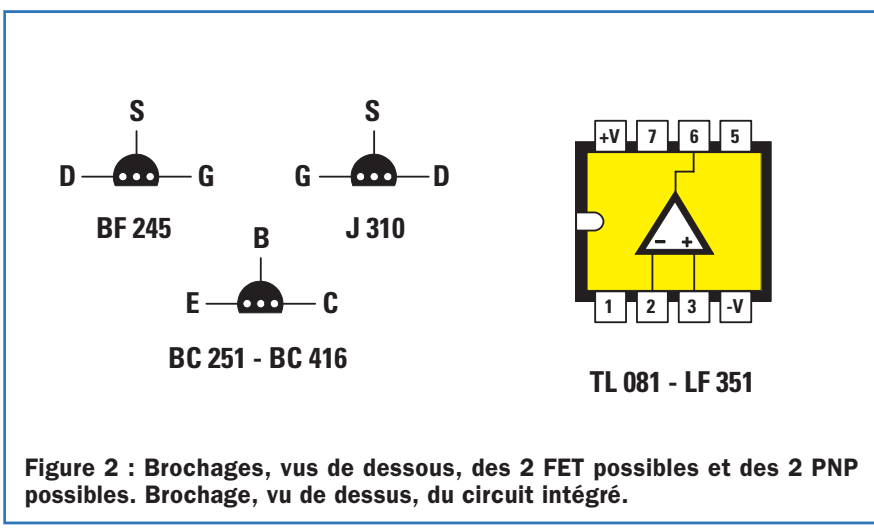 S
D G
BF 245
S
G D
J 310
B
E C
BC 251 - BC 416
+V 7 6 5
- +
1 2 3 -V
TL 081 - LF 351
Figure 2 : Brochages, vus de dessous, des 2 FET possibles et des 2 PNP
possibles. Brochage, vu de dessus, du circuit intégré.